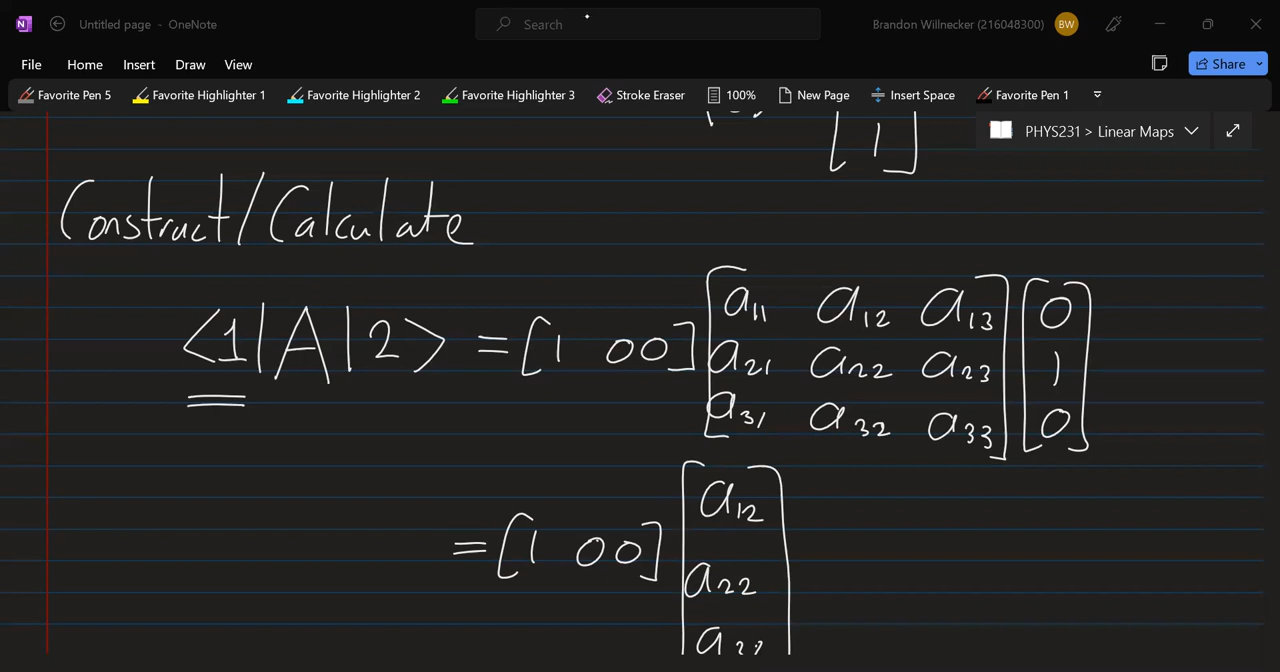 Untitled page · OneNote
Search
Brandon Willnecker (216048300) BW
File Home Insert Draw View
Share
Favorite Pen 5 Favorite Highlighter 1 Favorite Highlighter 2 Favorite Highlighter 3 Stroke Eraser 100% New Page Insert Space Favorite Pen 1
PHYS231 > Linear Maps
1
Construct/Calculate
<1|A|2> = [1 0 0] [a11 a12 a13] [0]
[a21 a22 a23] [1]
[a31 a32 a33] [0]
= [1 0 0] [a12
a22